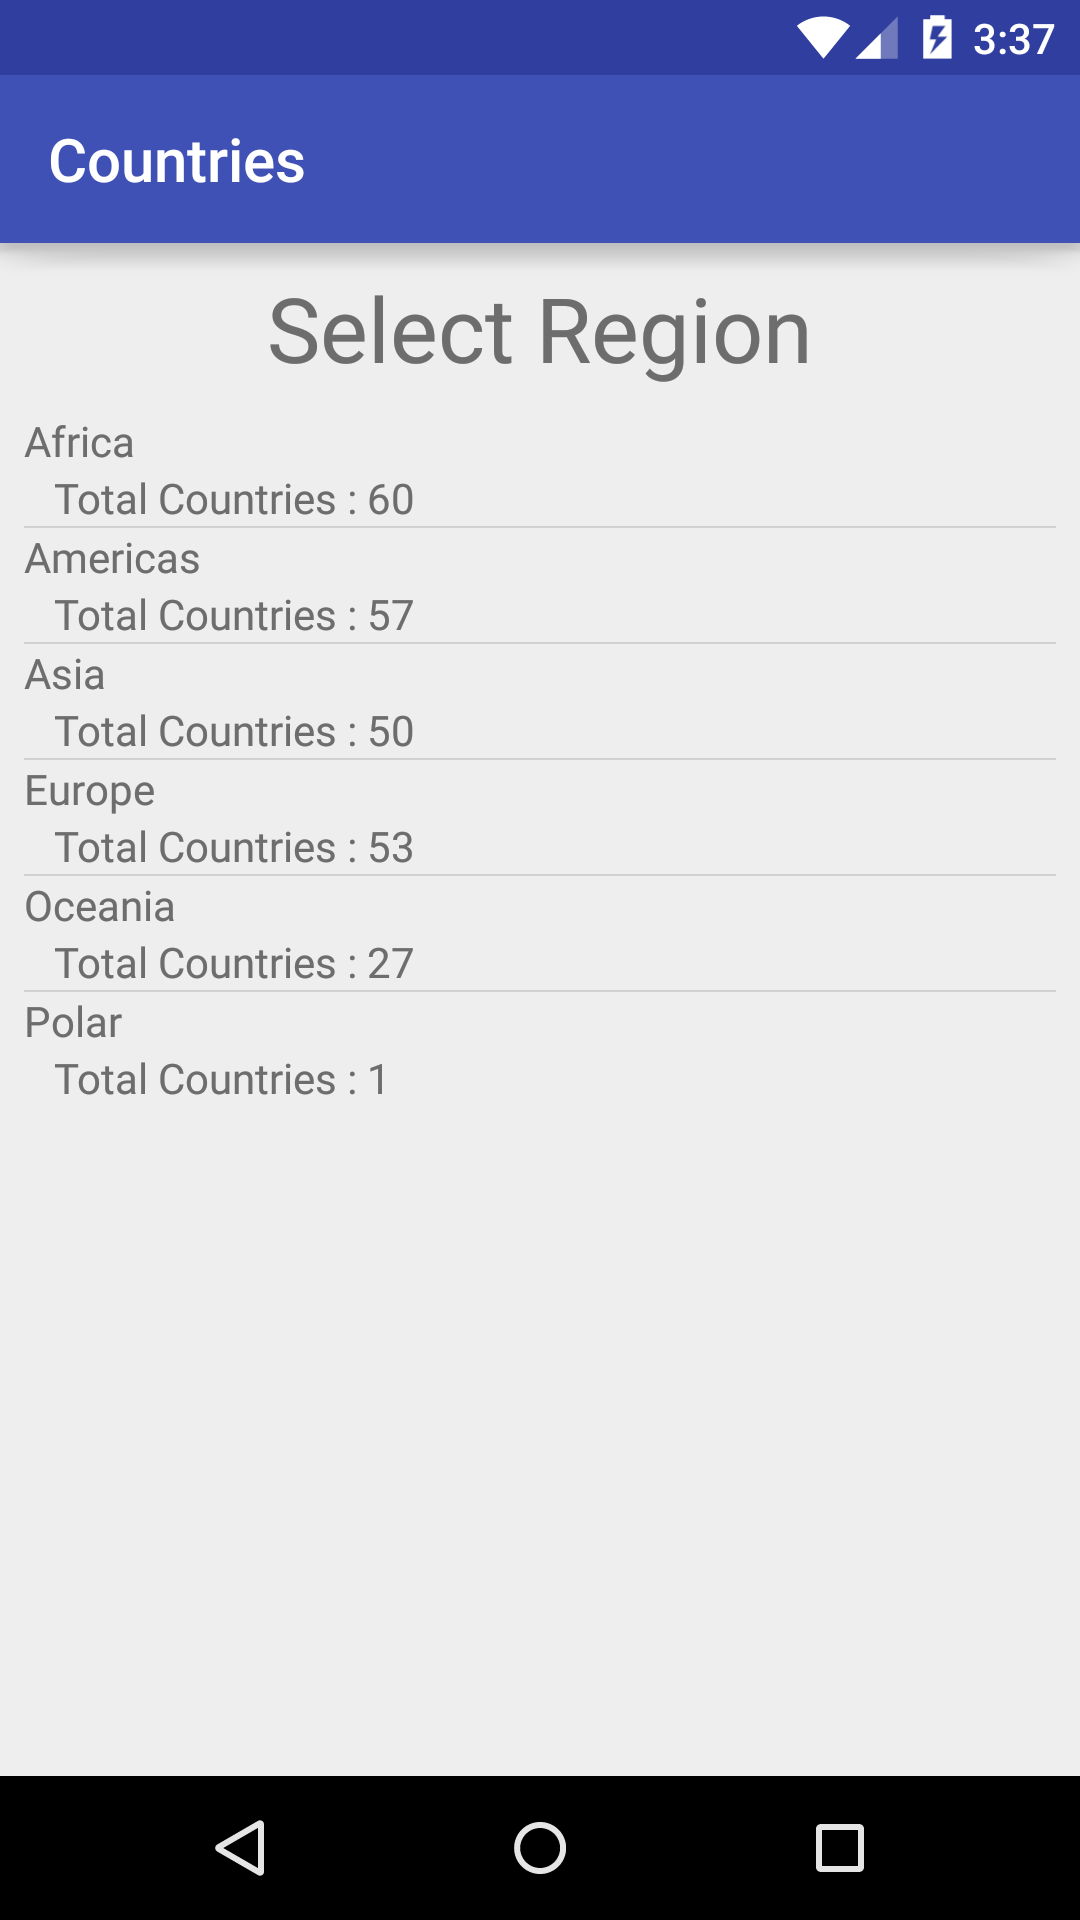 3:37
Countries
Select Region
Africa
Total Countries : 60
Americas
Total Countries : 57
Asia
Total Countries : 50
Europe
Total Countries : 53
Oceania
Total Countries : 27
Polar
Total Countries : 1